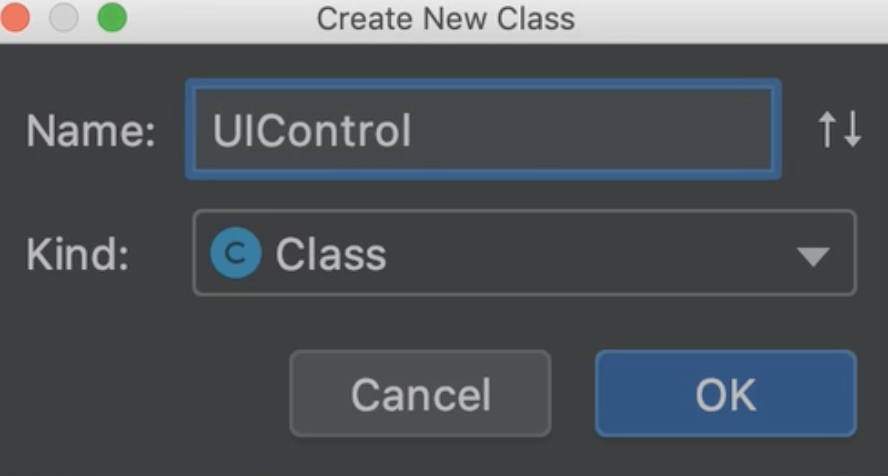 Create New Class
Name: UIControl
Kind: C Class
Cancel OK